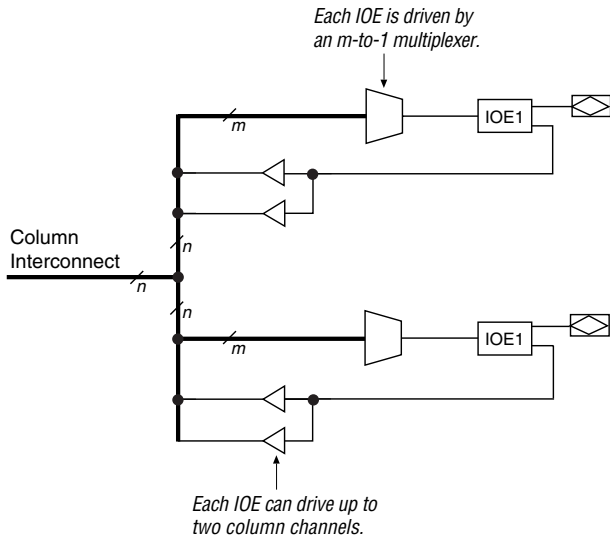 Each IOE is driven by
an m-to-1 multiplexer.
m
IOE1
n
Column
Interconnect
n
n
m
IOE1
Each IOE can drive up to
two column channels.